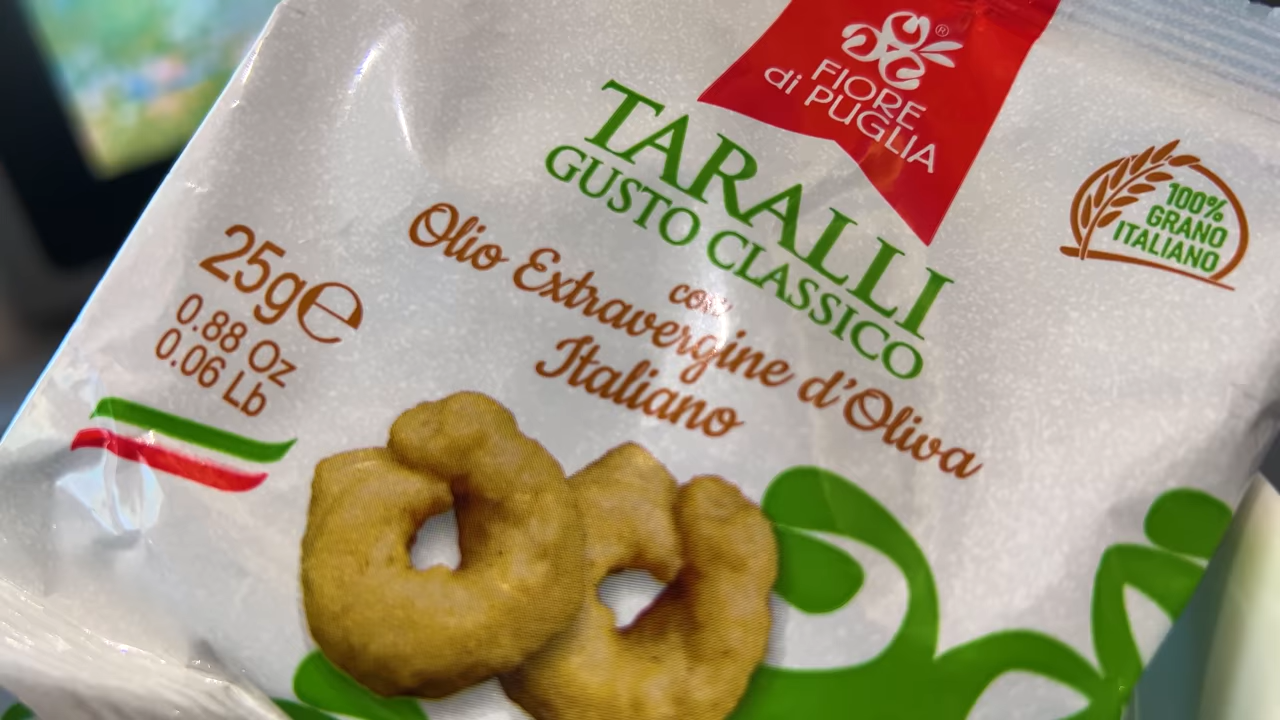 FIORE
di PUGLIA
TARALLI
GUSTO CLASSICO
con
Olio Extravergine d'Oliva
Italiano
100%
GRANO
ITALIANO
25g℮
0.88 Oz
0.06 Lb